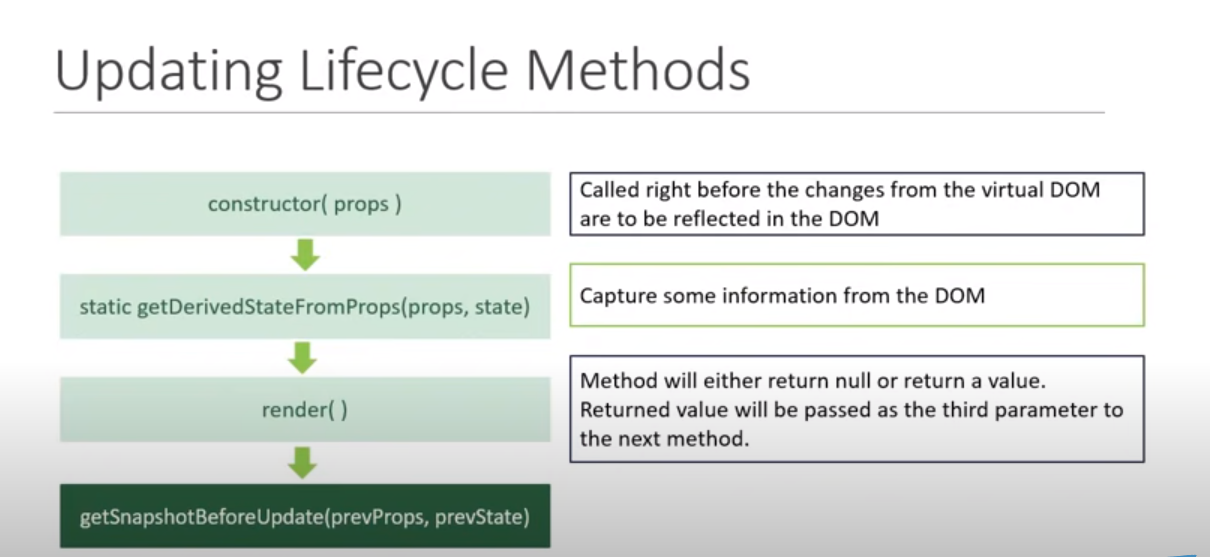 Updating Lifecycle Methods
constructor( props )
static getDerivedStateFromProps(props, state)
render( )
getSnapshotBeforeUpdate(prevProps, prevState)
Called right before the changes from the virtual DOM
are to be reflected in the DOM
Capture some information from the DOM
Method will either return null or return a value.
Returned value will be passed as the third parameter to
the next method.